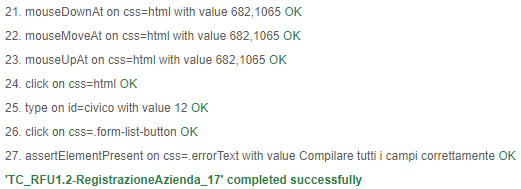 21. mouseDownAt on css=html with value 682,1065 OK
22. mouseMoveAt on css=html with value 682,1065 OK
23. mouseUpAt on css=html with value 682,1065 OK
24. click on css=html OK
25. type on id=civico with value 12 OK
26. click on css=.form-list-button OK
27. assertElementPresent on css=.errorText with value Compilare tutti i campi correttamente OK
'TC_RFU1.2-RegistrazioneAzienda_17' completed successfully